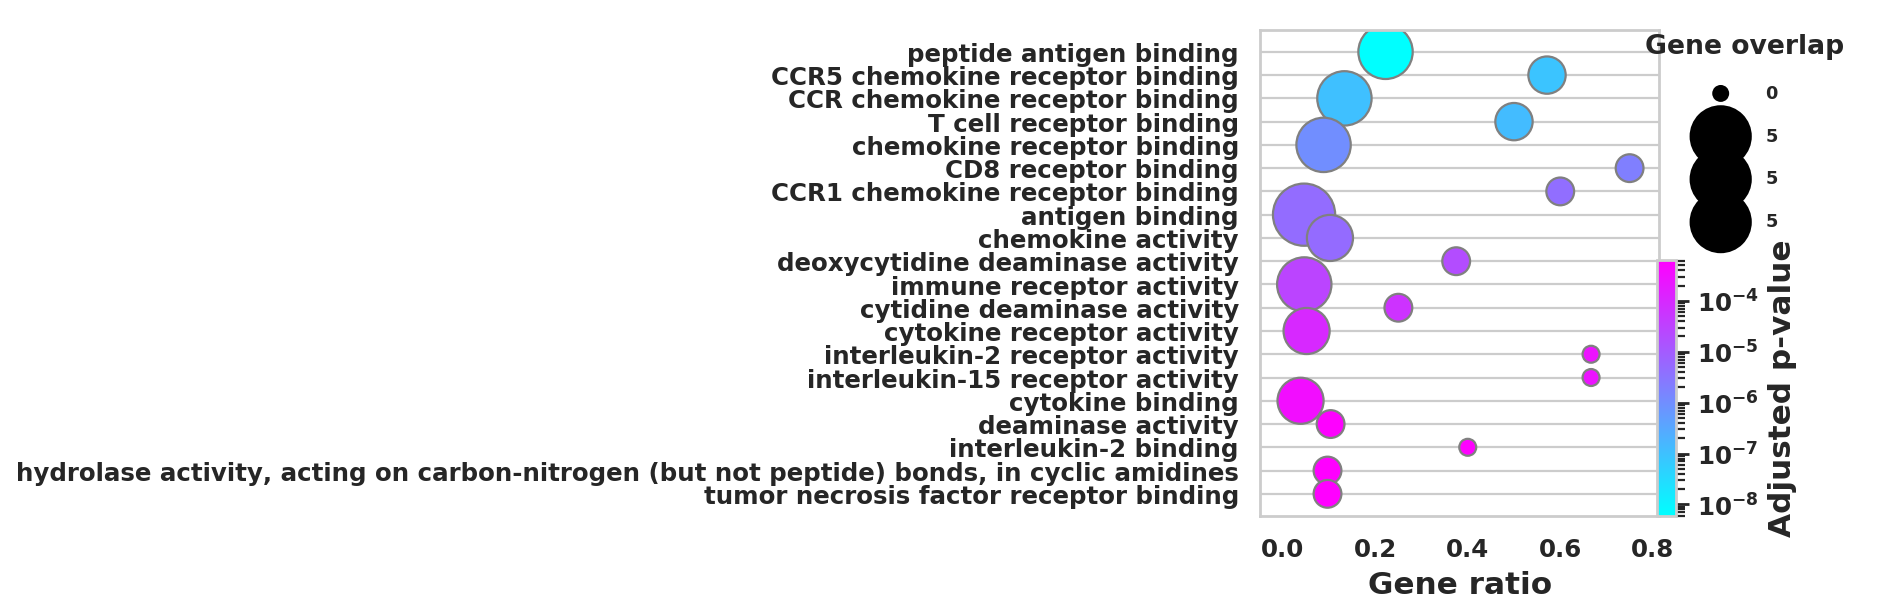 peptide antigen binding
CCR5 chemokine receptor binding
CCR chemokine receptor binding
T cell receptor binding
chemokine receptor binding
CD8 receptor binding
CCR1 chemokine receptor binding
antigen binding
chemokine activity
deoxycytidine deaminase activity
immune receptor activity
cytidine deaminase activity
cytokine receptor activity
interleukin-2 receptor activity
interleukin-15 receptor activity
cytokine binding
deaminase activity
interleukin-2 binding
hydrolase activity, acting on carbon-nitrogen (but not peptide) bonds, in cyclic amidines
tumor necrosis factor receptor binding
0.0 0.2 0.4 0.6 0.8
Gene ratio
Gene overlap
0
5
5
5
10⁻⁴
10⁻⁵
10⁻⁶
10⁻⁷
10⁻⁸
Adjusted p-value